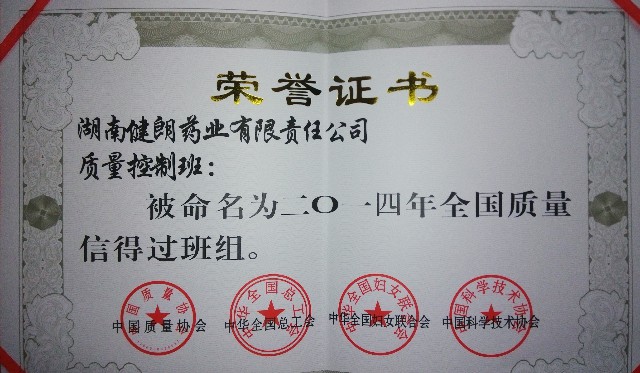 荣誉证书
湖南健朗药业有限责任公司
质量控制班：
被命名为二〇一四年全国质量
信得过班组。
中国质量协会 中华全国总工会 中华全国妇女联合会 中国科学技术协会